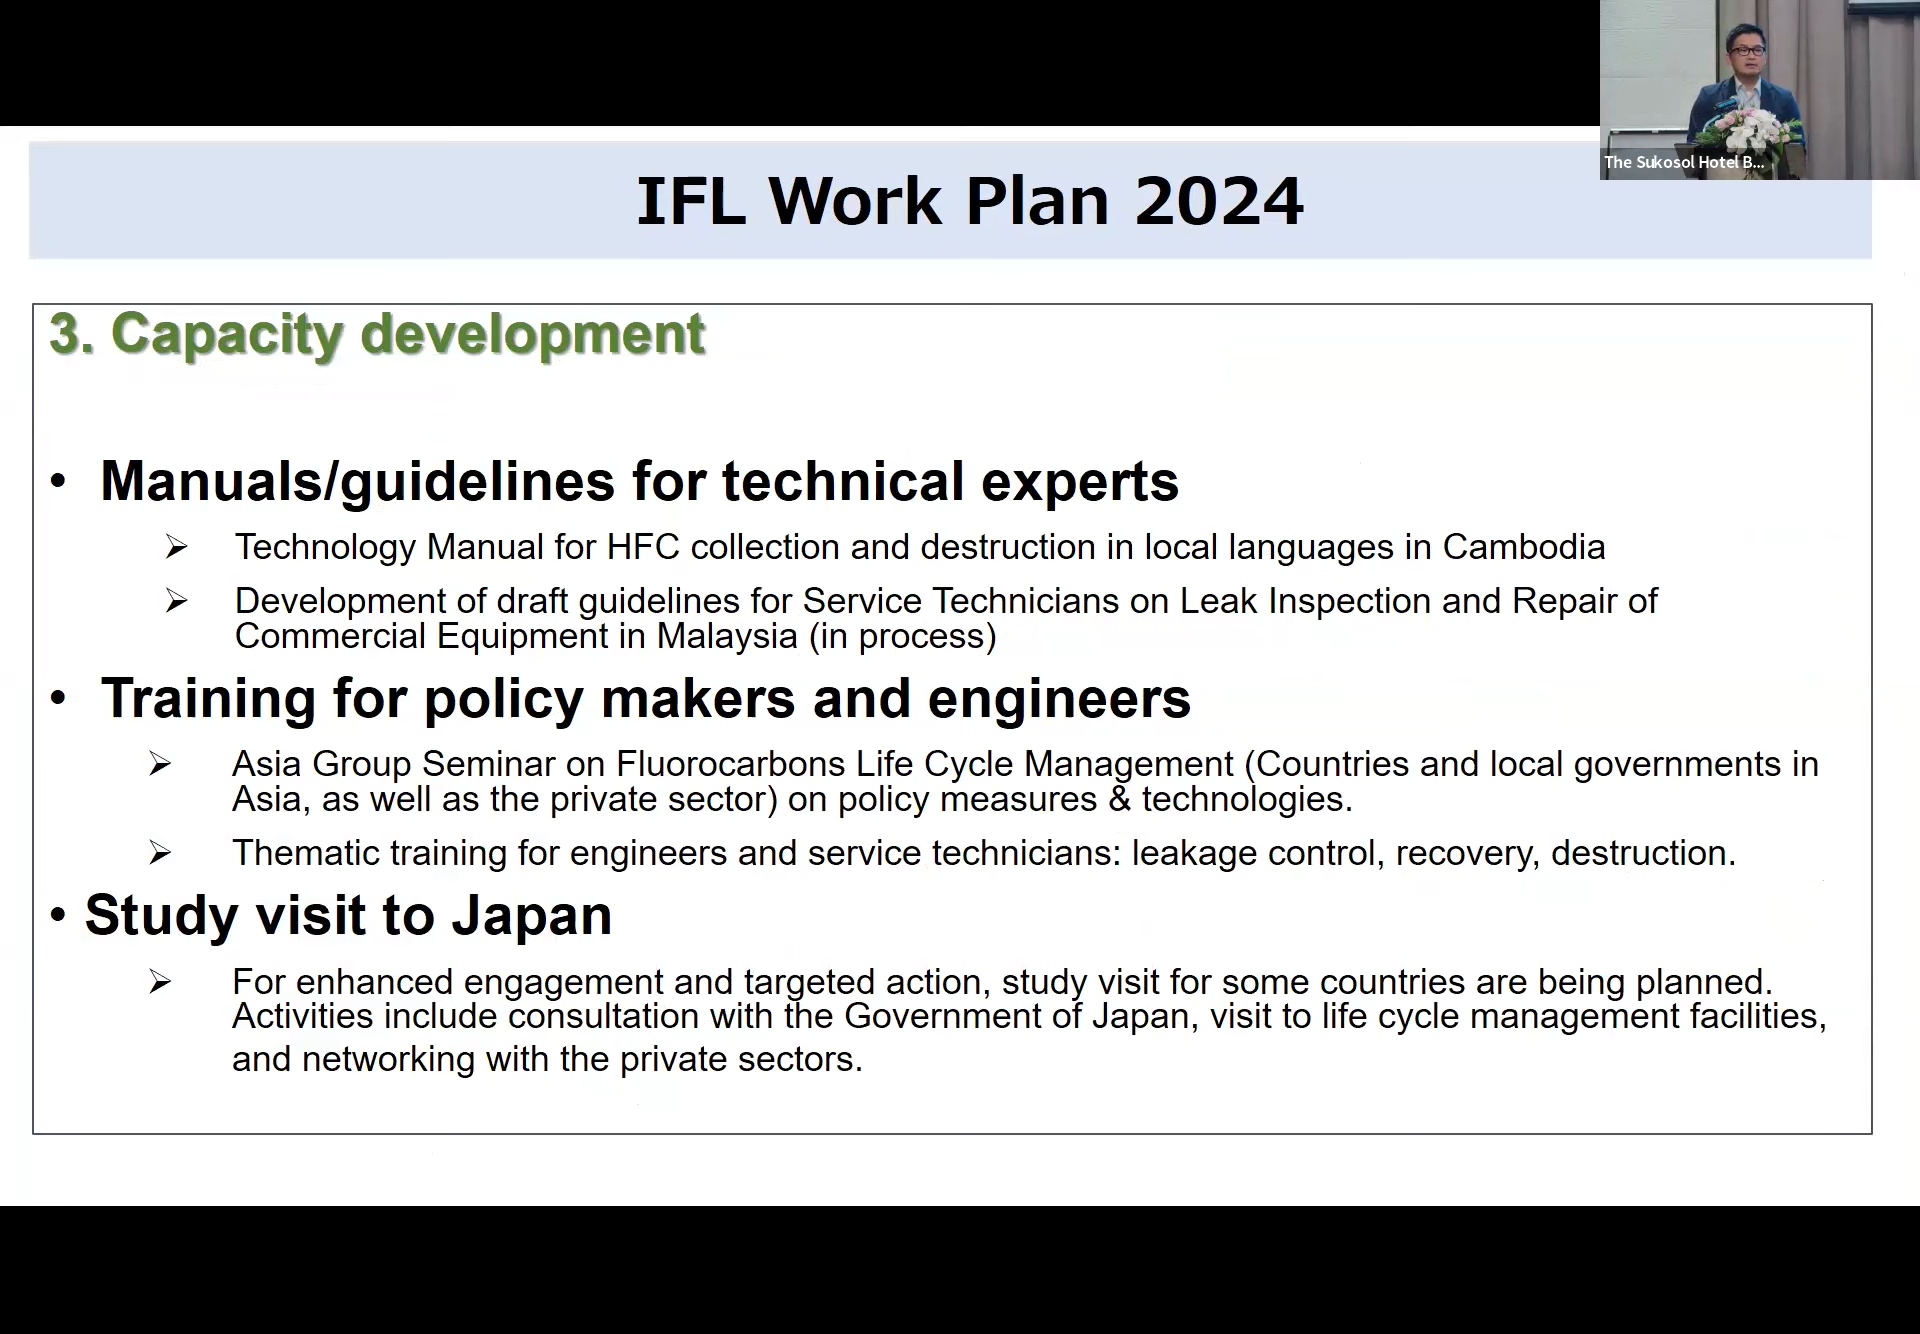 The Sukosol Hotel B...
IFL Work Plan 2024
3. Capacity development
• Manuals/guidelines for technical experts
➢ Technology Manual for HFC collection and destruction in local languages in Cambodia
➢ Development of draft guidelines for Service Technicians on Leak Inspection and Repair of
Commercial Equipment in Malaysia (in process)
• Training for policy makers and engineers
➢ Asia Group Seminar on Fluorocarbons Life Cycle Management (Countries and local governments in
Asia, as well as the private sector) on policy measures & technologies.
➢ Thematic training for engineers and service technicians: leakage control, recovery, destruction.
• Study visit to Japan
➢ For enhanced engagement and targeted action, study visit for some countries are being planned.
Activities include consultation with the Government of Japan, visit to life cycle management facilities,
and networking with the private sectors.